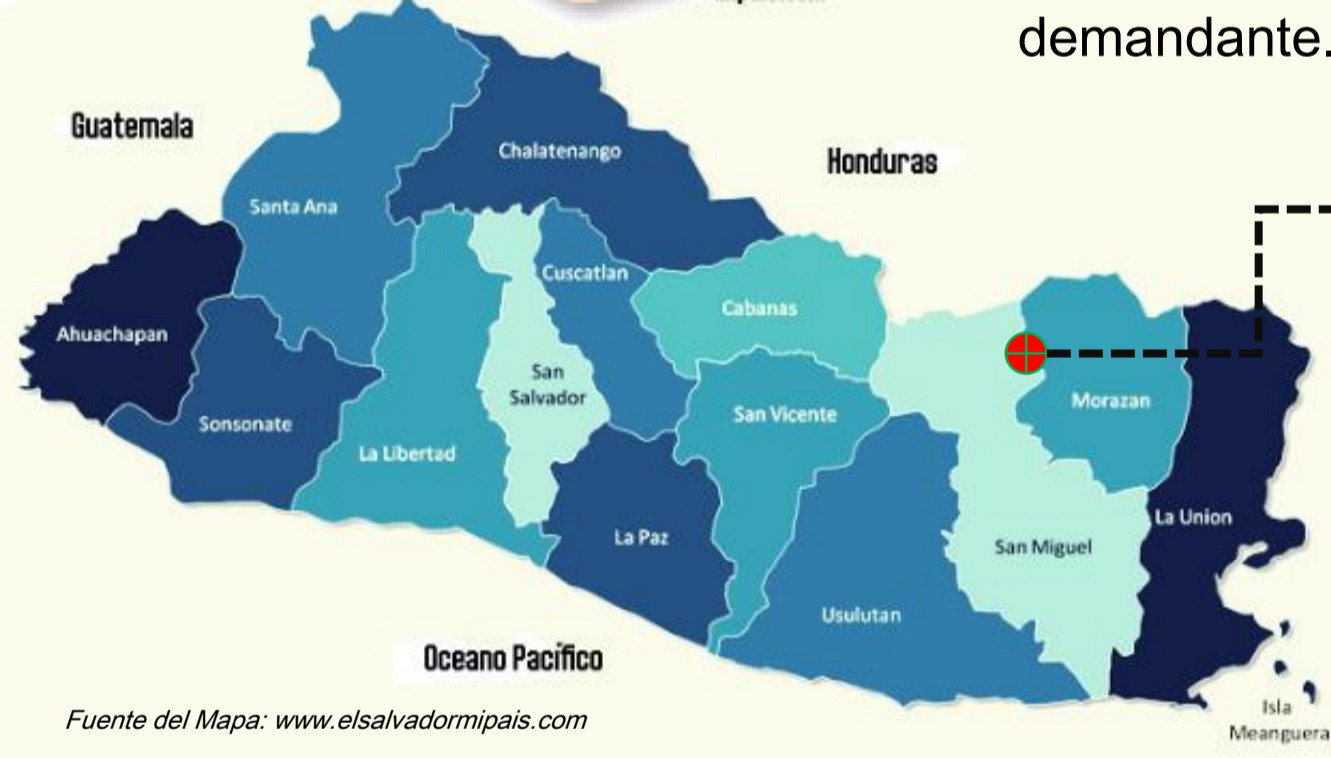 demandante.
Guatemala
Chalatenango
Honduras
Santa Ana
Cuscatlan
Cabanas
Ahuachapan
San
Salvador
Morazan
San Vicente
Sonsonate
La Libertad
La Union
La Paz
San Miguel
Usulutan
Oceano Pacífico
Isla
Meanguera
Fuente del Mapa: www.elsalvadormipais.com